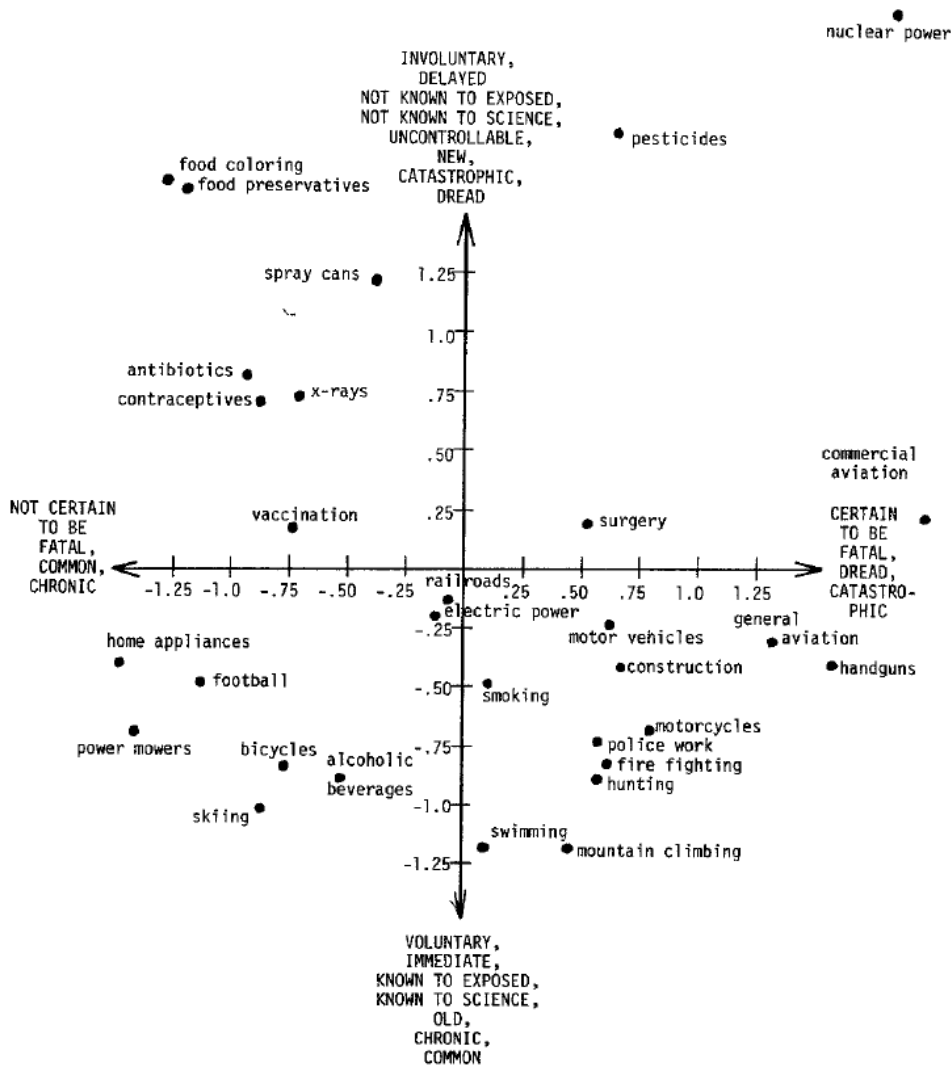 nuclear power
INVOLUNTARY,
DELAYED
NOT KNOWN TO EXPOSED,
NOT KNOWN TO SCIENCE,
UNCONTROLLABLE,
NEW,
CATASTROPHIC,
DREAD
pesticides
food coloring
food preservatives
spray cans
1.25
1.0
antibiotics
contraceptives
x-rays
.75
.50
commercial
aviation
NOT CERTAIN
TO BE
FATAL,
COMMON,
CHRONIC
vaccination
.25
surgery
CERTAIN
TO BE
FATAL,
DREAD,
CATASTRO-
PHIC
-1.25 -1.0 -.75 -.50 -.25 .25 .50 .75 1.0 1.25
railroads
electric power
-.25
motor vehicles
general
aviation
home appliances
football
construction
handguns
-.50
smoking
power mowers
bicycles
alcoholic
beverages
-.75
motorcycles
police work
fire fighting
hunting
skfing
-1.0
swimming
mountain climbing
-1.25
VOLUNTARY,
IMMEDIATE,
KNOWN TO EXPOSED,
KNOWN TO SCIENCE,
OLD,
CHRONIC,
COMMON